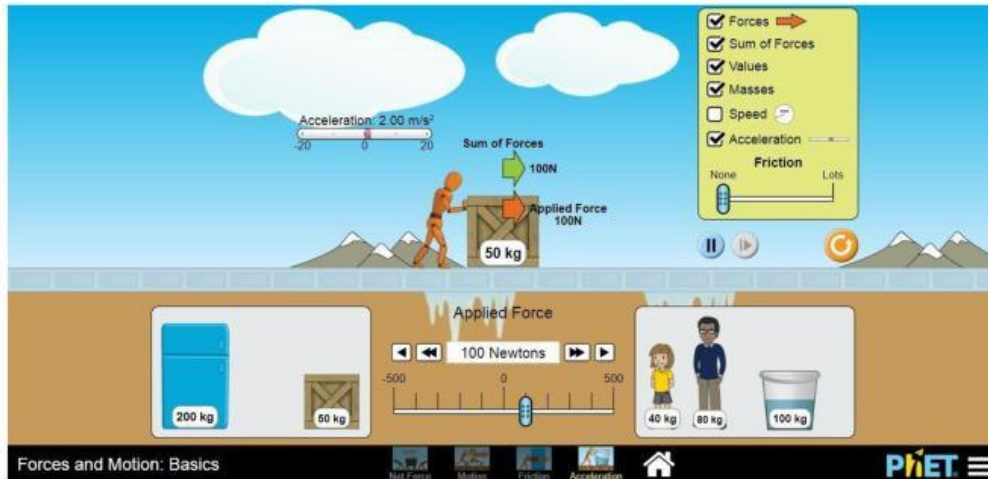 Forces
Sum of Forces
Values
Masses
Speed
Acceleration
Friction
None Lots
Acceleration: 2.00 m/s²
-20 0 20
Sum of Forces
100N
Applied Force
100N
50 kg
Applied Force
100 Newtons
-500 0 500
200 kg
50 kg
40 kg
80 kg
100 kg
Forces and Motion: Basics
Net Force Motion Friction Acceleration
PhET